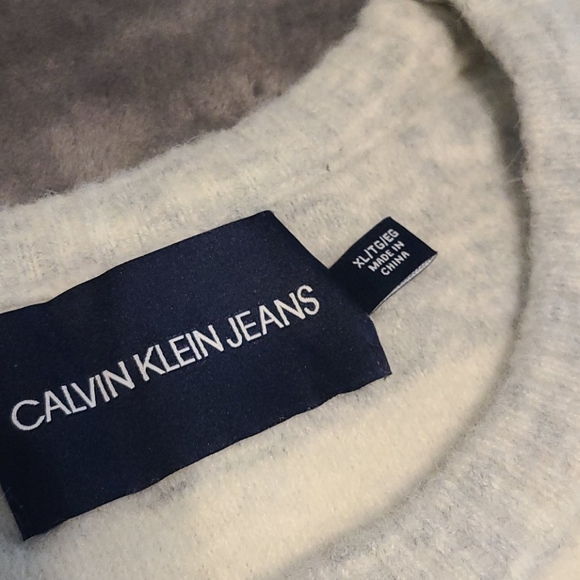 CALVIN KLEIN JEANS
XL/TG/EG
MADE IN
CHINA